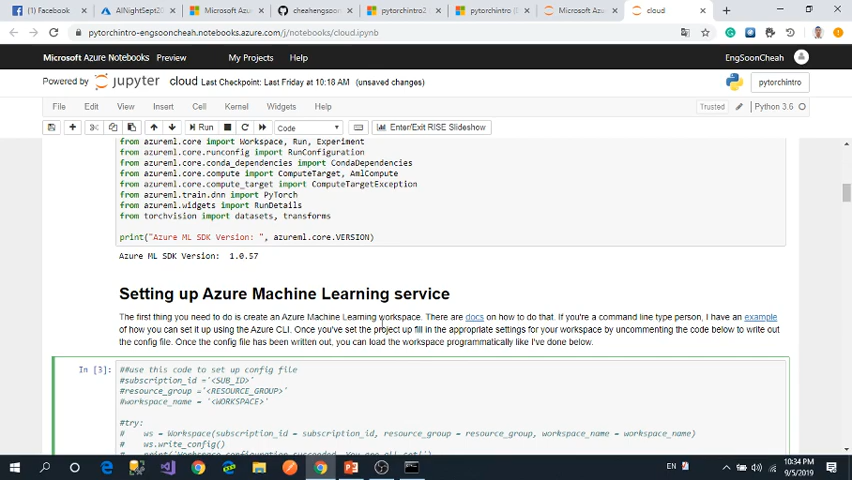 (1) Facebook
AllNightSept20
Microsoft Azure
cheahengsoon
pytorchintro2
pytorchintro (
Microsoft Azure
cloud
pytorchintro-engsooncheah.notebooks.azure.com/j/notebooks/cloud.ipynb
Microsoft Azure Notebooks Preview My Projects Help EngSoonCheah
Powered by jupyter cloud Last Checkpoint: Last Friday at 10:18 AM (unsaved changes) pytorchintro
File Edit View Insert Cell Kernel Widgets Help Trusted Python 3.6
Run Code Enter/Exit RISE Slideshow
from azureml.core import Workspace, Run, Experiment
from azureml.core.runconfig import RunConfiguration
from azureml.core.conda_dependencies import CondaDependencies
from azureml.core.compute import ComputeTarget, AmlCompute
from azureml.core.compute_target import ComputeTargetException
from azureml.train.dnn import PyTorch
from azureml.widgets import RunDetails
from torchvision import datasets, transforms
print("Azure ML SDK Version: ", azureml.core.VERSION)
Azure ML SDK Version: 1.0.57
Setting up Azure Machine Learning service
The first thing you need to do is create an Azure Machine Learning workspace. There are docs on how to do that. If you're a command line type person, I have an example
of how you can set it up using the Azure CLI. Once you've set the project up fill in the appropriate settings for your workspace by uncommenting the code below to write out
the config file. Once the config file has been written out, you can load the workspace programmatically like I've done below.
In [3]:
##use this code to set up config file
#subscription_id ='<SUB_ID>'
#resource_group ='<RESOURCE_GROUP>'
#workspace_name = '<WORKSPACE>'
#try:
# ws = Workspace(subscription_id = subscription_id, resource_group = resource_group, workspace_name = workspace_name)
# ws.write_config()
# print('Workspace configuration succeeded. You are all set!')
EN
10:34 PM
9/5/2019